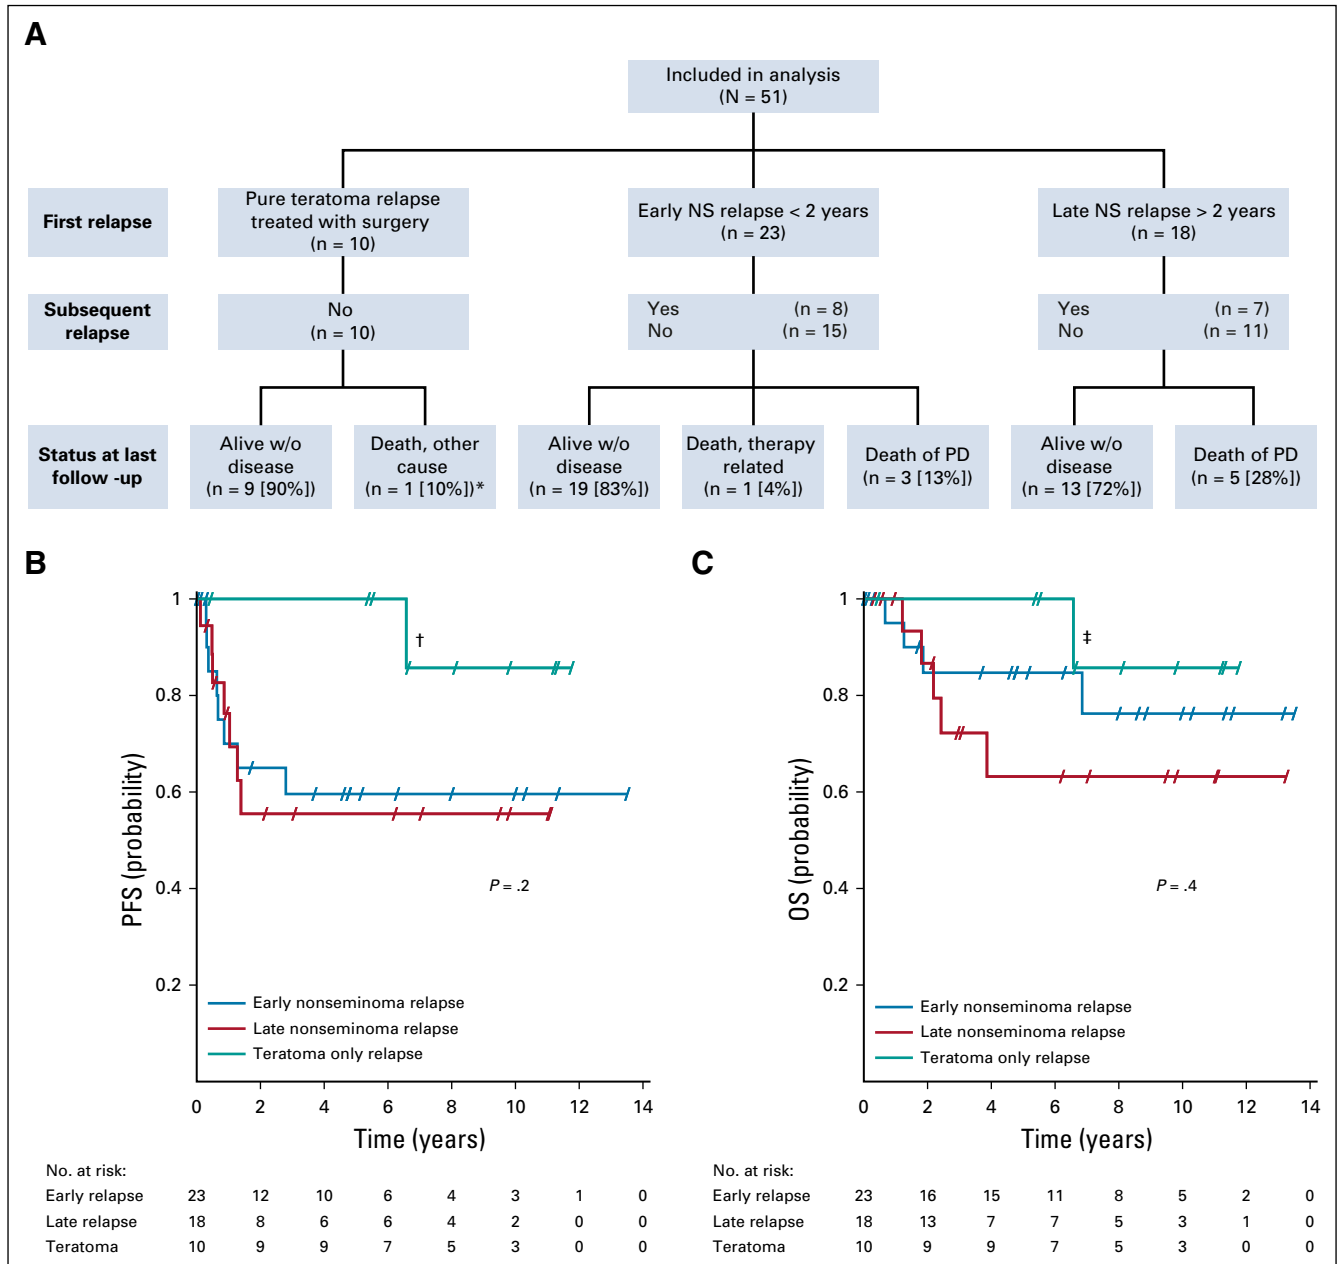 A
Included in analysis
(N = 51)
First relapse
Pure teratoma relapse
treated with surgery
(n = 10)
Early NS relapse < 2 years
(n = 23)
Late NS relapse > 2 years
(n = 18)
Subsequent
relapse
No
(n = 10)
Yes (n = 8)
No (n = 15)
Yes (n = 7)
No (n = 11)
Status at last
follow -up
Alive w/o
disease
(n = 9 [90%])
Death, other
cause
(n = 1 [10%])*
Alive w/o
disease
(n = 19 [83%])
Death, therapy
related
(n = 1 [4%])
Death of PD
(n = 3 [13%])
Alive w/o
disease
(n = 13 [72%])
Death of PD
(n = 5 [28%])
B
PFS (probability)
1
0.8
0.6
0.4
0.2
†
P = .2
Early nonseminoma relapse
Late nonseminoma relapse
Teratoma only relapse
0 2 4 6 8 10 12 14
Time (years)
No. at risk:
Early relapse 23 12 10 6 4 3 1 0
Late relapse 18 8 6 6 4 2 0 0
Teratoma 10 9 9 7 5 3 0 0
C
OS (probability)
1
0.8
0.6
0.4
0.2
‡
P = .4
Early nonseminoma relapse
Late nonseminoma relapse
Teratoma only relapse
0 2 4 6 8 10 12 14
Time (years)
No. at risk:
Early relapse 23 16 15 11 8 5 2 0
Late relapse 18 13 7 7 5 3 1 0
Teratoma 10 9 9 7 5 3 0 0